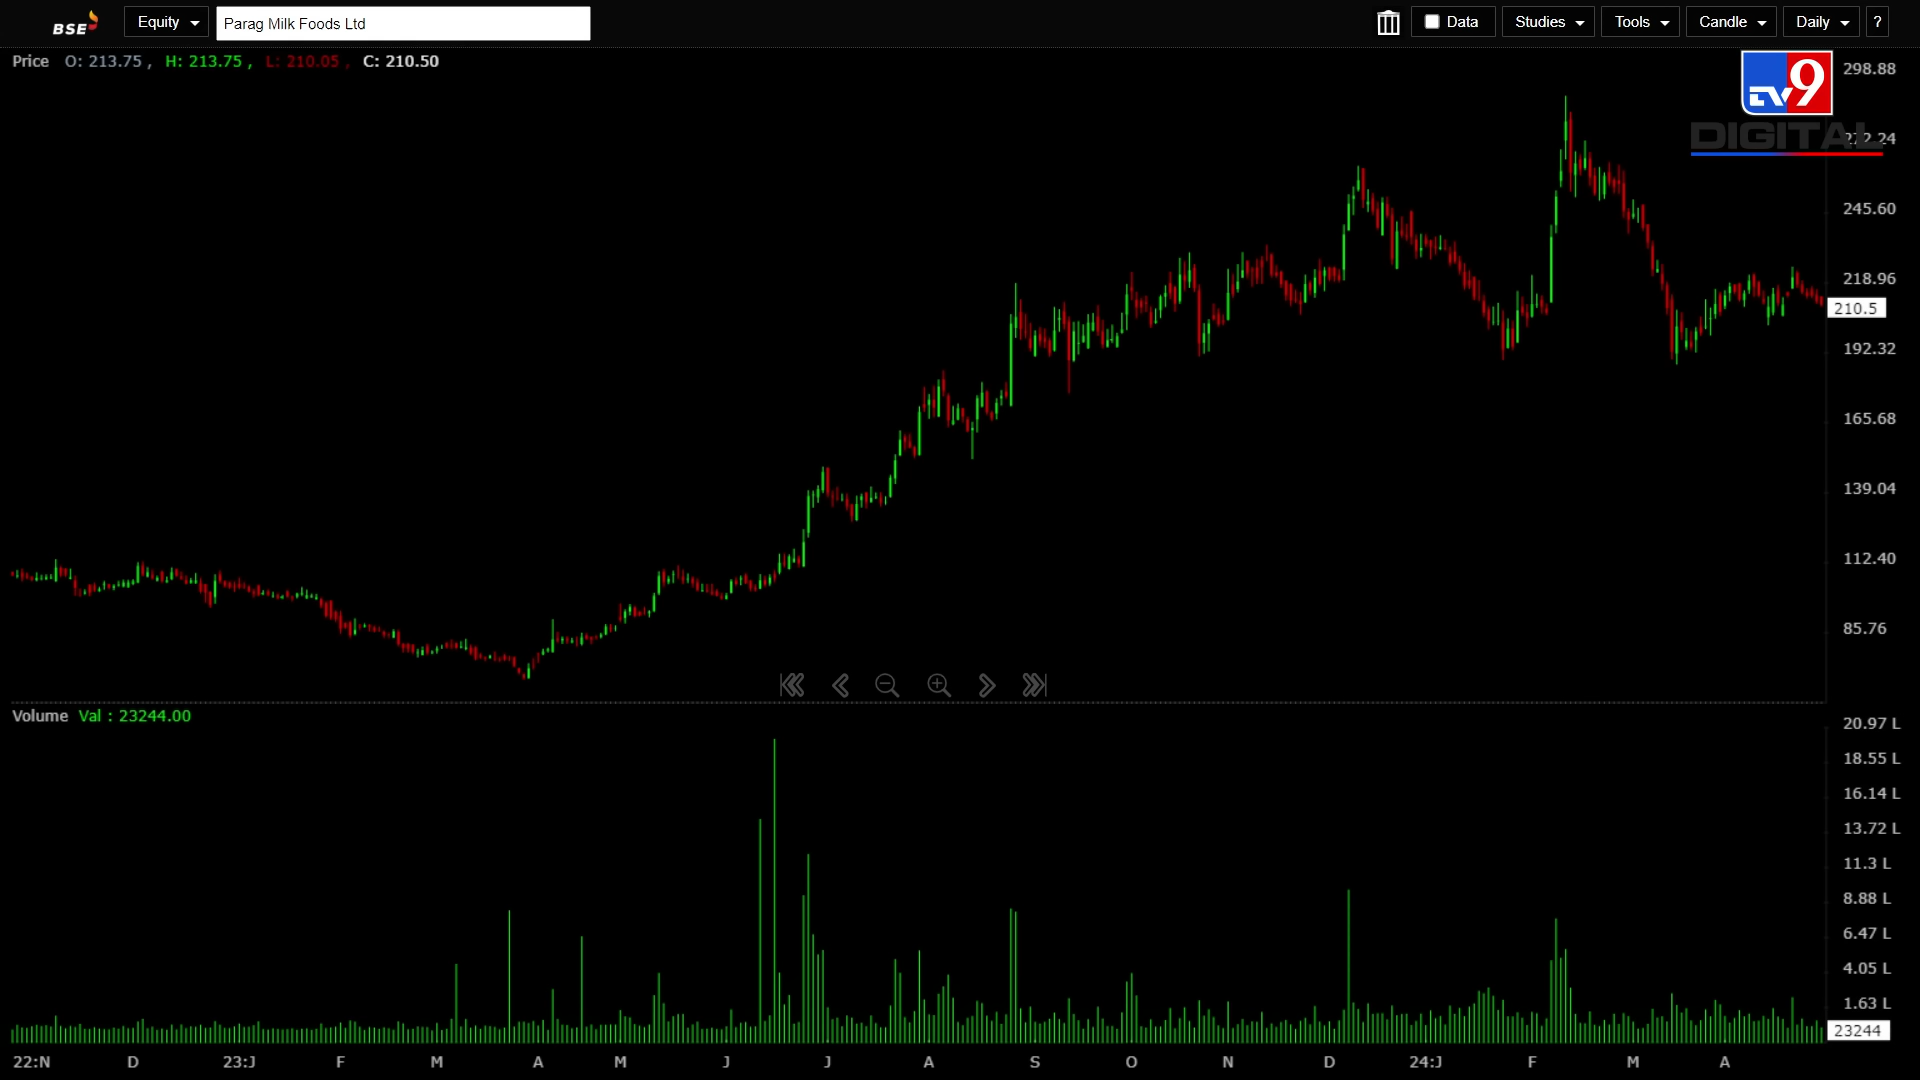 BSE Equity Parag Milk Foods Ltd Data Studies Tools Candle Daily ?
Price O: 213.75 , H: 213.75 , L: 210.05 , C: 210.50
TV9
DIGITAL
298.88
272.24
245.60
218.96
210.5
192.32
165.68
139.04
112.40
85.76
Volume Val : 23244.00
20.97 L
18.55 L
16.14 L
13.72 L
11.3 L
8.88 L
6.47 L
4.05 L
1.63 L
23244
22:N D 23:J F M A M J J A S O N D 24:J F M A